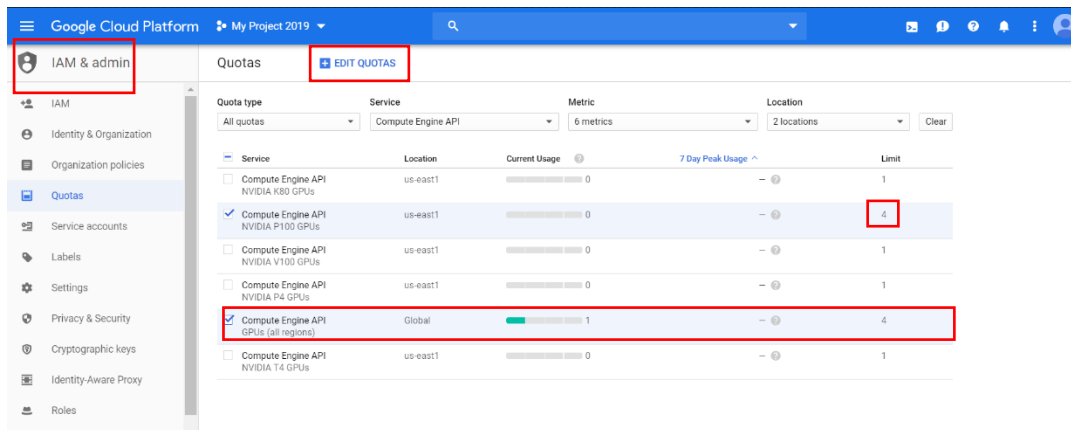 Google Cloud Platform My Project 2019
IAM & admin
Quotas EDIT QUOTAS
IAM
Identity & Organization
Organization policies
Quotas
Service accounts
Labels
Settings
Privacy & Security
Cryptographic keys
Identity-Aware Proxy
Roles
Quota type Service Metric Location
All quotas Compute Engine API 6 metrics 2 locations Clear
Service Location Current Usage 7 Day Peak Usage Limit
Compute Engine API us-east1 0 – 1
NVIDIA K80 GPUs
Compute Engine API us-east1 0 – 4
NVIDIA P100 GPUs
Compute Engine API us-east1 0 – 1
NVIDIA V100 GPUs
Compute Engine API us-east1 0 – 1
NVIDIA P4 GPUs
Compute Engine API Global 1 – 4
GPUs (all regions)
Compute Engine API us-east1 0 – 1
NVIDIA T4 GPUs